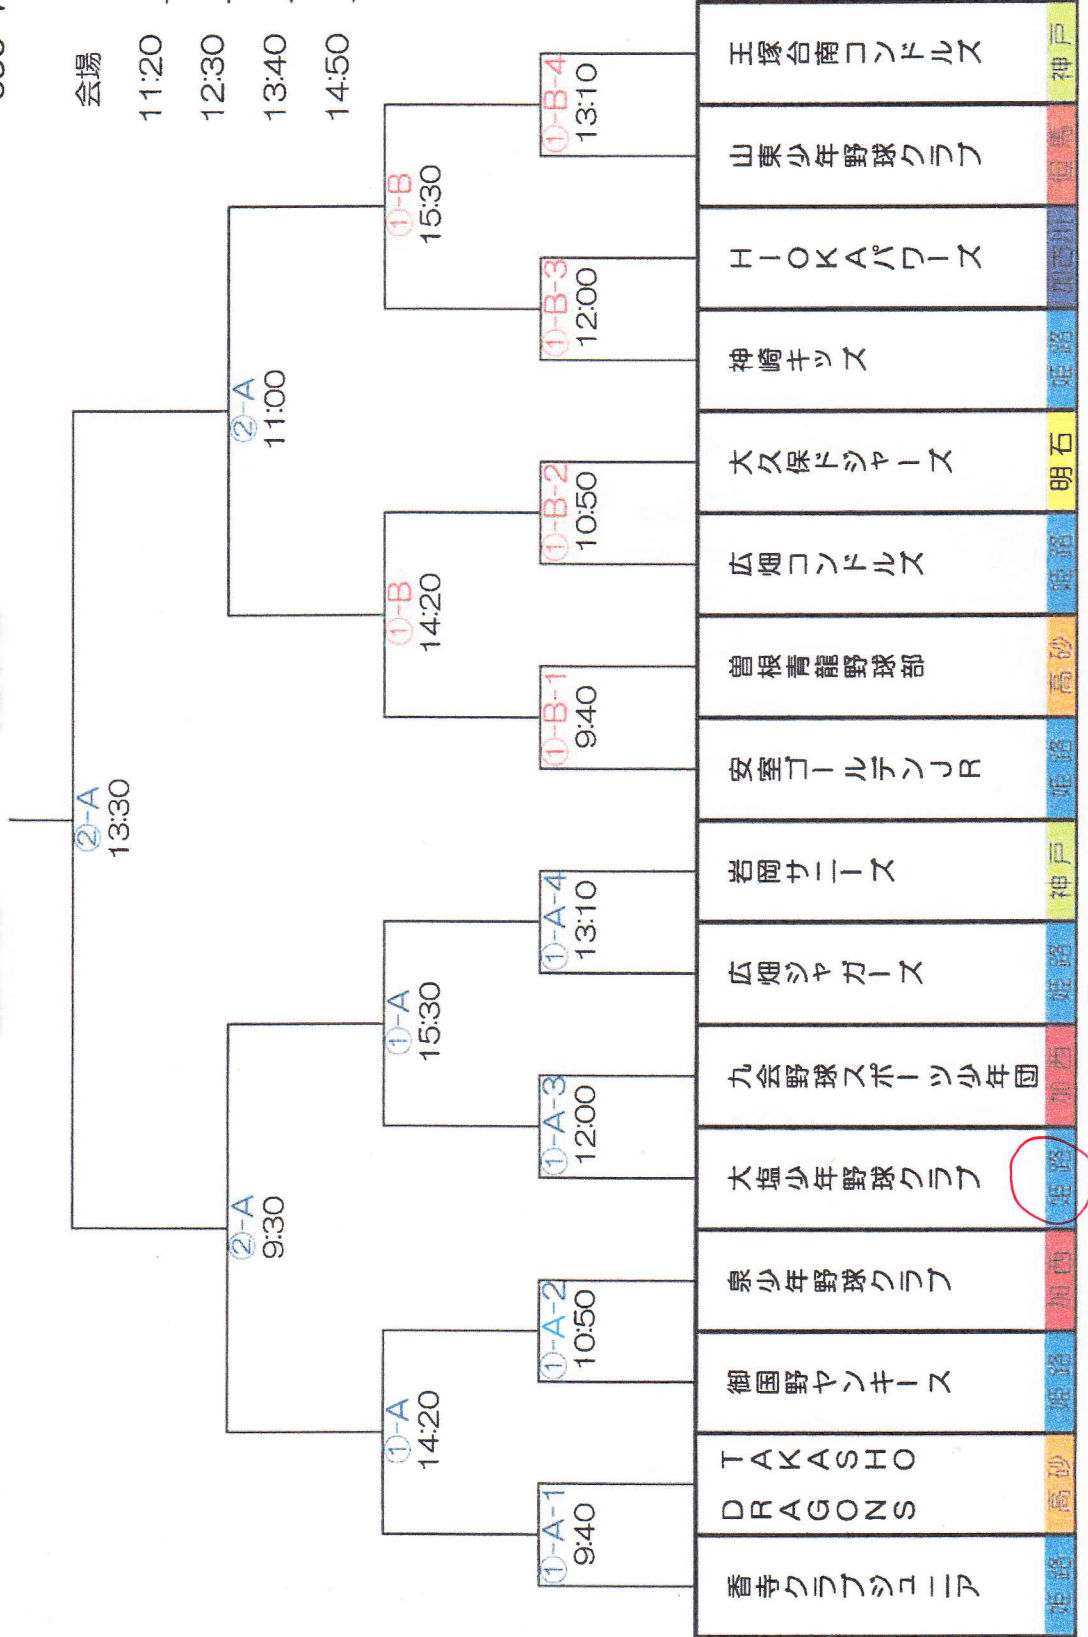 会場
11:20
12:30
13:40
14:50
②-A
13:30
②-A
9:30
②-A
11:00
①-A
14:20
①-A
15:30
①-B
14:20
①-B
15:30
①-A-1
9:40
①-A-2
10:50
①-A-3
12:00
①-A-4
13:10
①-B-1
9:40
①-B-2
10:50
①-B-3
12:00
①-B-4
13:10
香寺クラブジュニア
姫路
TAKASHO
DRAGONS
高砂
御国野ヤンキース
姫路
泉少年野球クラブ
加西
大塩少年野球クラブ
姫路
九会野球スポーツ少年団
加西
広畑ジャガーズ
姫路
岩岡サニーズ
神戸
安室ゴールデンJR
姫路
曽根青龍野球部
高砂
広畑コンドルズ
姫路
大久保ドジャーズ
明石
神崎キッズ
姫路
HIOKAパワーズ
山東少年野球クラブ
但馬
王塚台南コンドルズ
神戸